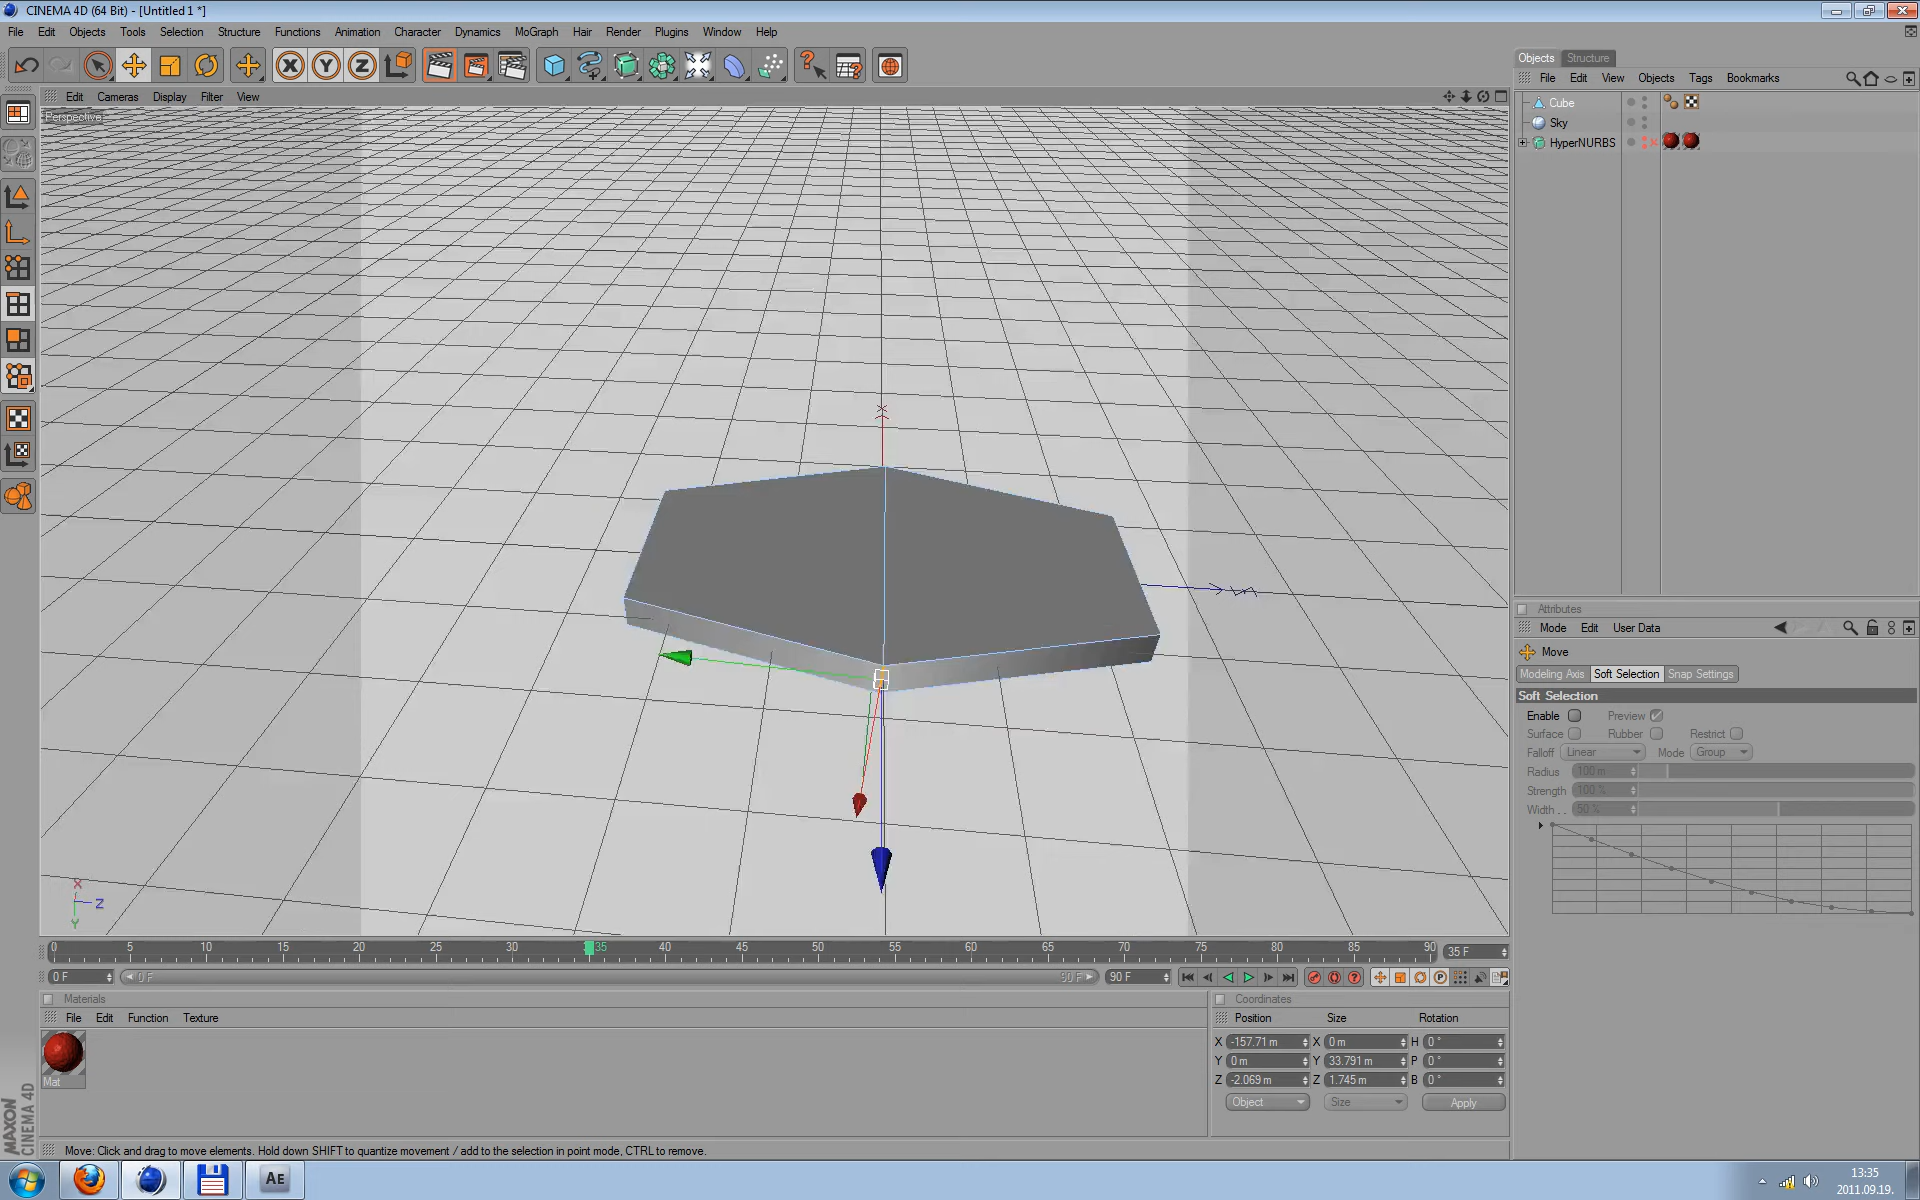 CINEMA 4D (64 Bit) - [Untitled 1 *]
File Edit Objects Tools Selection Structure Functions Animation Character Dynamics MoGraph Hair Render Plugins Window Help
Edit Cameras Display Filter View
Perspective
Objects Structure
File Edit View Objects Tags Bookmarks
Cube
Sky
HyperNURBS
Attributes
Mode Edit User Data
Move
Modeling Axis Soft Selection Snap Settings
Soft Selection
Enable Preview
Surface Rubber Restrict
Falloff Linear Mode Group
Radius 100 m
Strength 100 %
Width . . 50 %
X
Z
Y
0 5 10 15 20 25 30 35 40 45 50 55 60 65 70 75 80 85 90 35 F
0 F 0 F 90 F 90 F
Materials
File Edit Function Texture
Mat
Coordinates
Position Size Rotation
X -157.71 m X 0 m H 0 °
Y 0 m Y 33.791 m P 0 °
Z -2.069 m Z 1.745 m B 0 °
Object Size Apply
MAXON
CINEMA 4D
Move: Click and drag to move elements. Hold down SHIFT to quantize movement / add to the selection in point mode, CTRL to remove.
AE
13:35
2011.09.19.